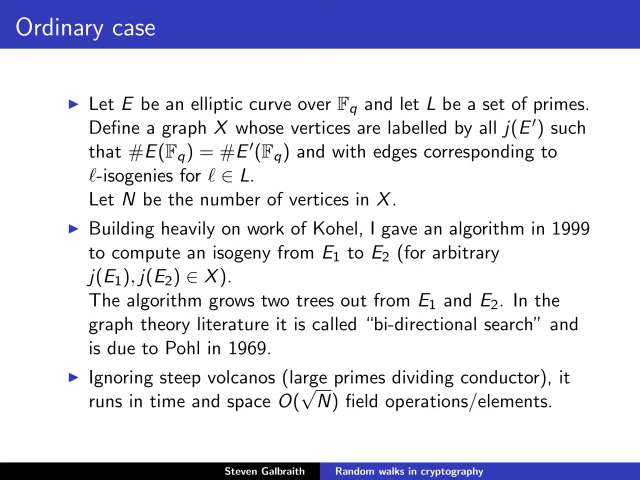 Ordinary case
▶ Let E be an elliptic curve over 𝔽q and let L be a set of primes.
Define a graph X whose vertices are labelled by all j(E′) such
that #E(𝔽q) = #E′(𝔽q) and with edges corresponding to
ℓ-isogenies for ℓ ∈ L.
Let N be the number of vertices in X.
▶ Building heavily on work of Kohel, I gave an algorithm in 1999
to compute an isogeny from E₁ to E₂ (for arbitrary
j(E₁), j(E₂) ∈ X).
The algorithm grows two trees out from E₁ and E₂. In the
graph theory literature it is called “bi-directional search” and
is due to Pohl in 1969.
▶ Ignoring steep volcanos (large primes dividing conductor), it
runs in time and space O(√N) field operations/elements.
Steven Galbraith Random walks in cryptography